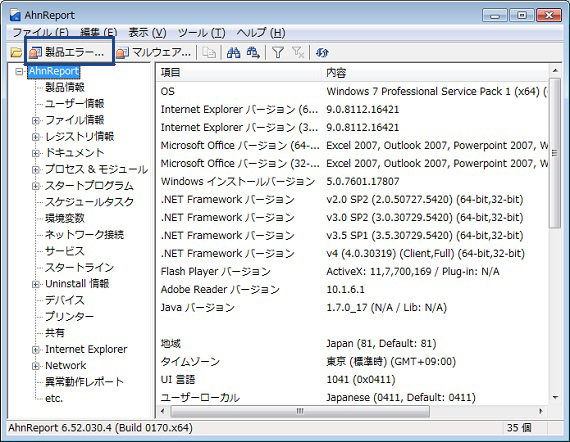 AhnReport
ファイル (F) 編集 (E) 表示 (V) ツール (T) ヘルプ (H)
製品エラー... マルウェア...
AhnReport
製品情報
ユーザー情報
ファイル情報
レジストリ情報
ドキュメント
プロセス & モジュール
スタートプログラム
スケジュールタスク
環境変数
ネットワーク接続
サービス
スタートライン
Uninstall 情報
デバイス
プリンター
共有
Internet Explorer
Network
異常動作レポート
etc.
項目 内容
OS Windows 7 Professional Service Pack 1 (x64) (
Internet Explorer バージョン (6... 9.0.8112.16421
Internet Explorer バージョン (3... 9.0.8112.16421
Microsoft Office バージョン (64-... Excel 2007, Outlook 2007, Powerpoint 2007, W
Microsoft Office バージョン (32-... Excel 2007, Outlook 2007, Powerpoint 2007, W
Windows インストールバージョン 5.0.7601.17807
.NET Framework バージョン v2.0 SP2 (2.0.50727.5420) (64-bit,32-bit)
.NET Framework バージョン v3.0 SP2 (3.0.30729.5420) (64-bit,32-bit)
.NET Framework バージョン v3.5 SP1 (3.5.30729.5420) (64-bit,32-bit)
.NET Framework バージョン v4 (4.0.30319) (Client,Full) (64-bit,32-bit)
Flash Player バージョン ActiveX: 11,7,700,169 / Plug-in: N/A
Adobe Reader バージョン 10.1.6.1
Java バージョン 1.7.0_17 (N/A / Lib: N/A)
地域 Japan (81, Default: 81)
タイムゾーン 東京 (標準時) (GMT+09:00)
UI 言語 1041 (0x0411)
ユーザーローカル Japanese (0411, Default: 0411)
AhnReport 6.52.030.4 (Build 0170.x64) 35 個